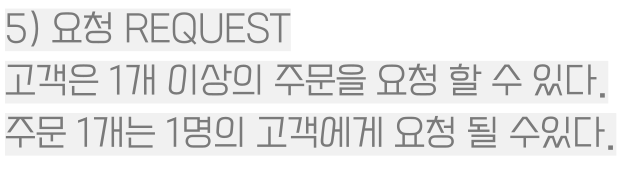 5) 요청 REQUEST
고객은 1개 이상의 주문을 요청 할 수 있다.
주문 1개는 1명의 고객에게 요청 될 수있다.